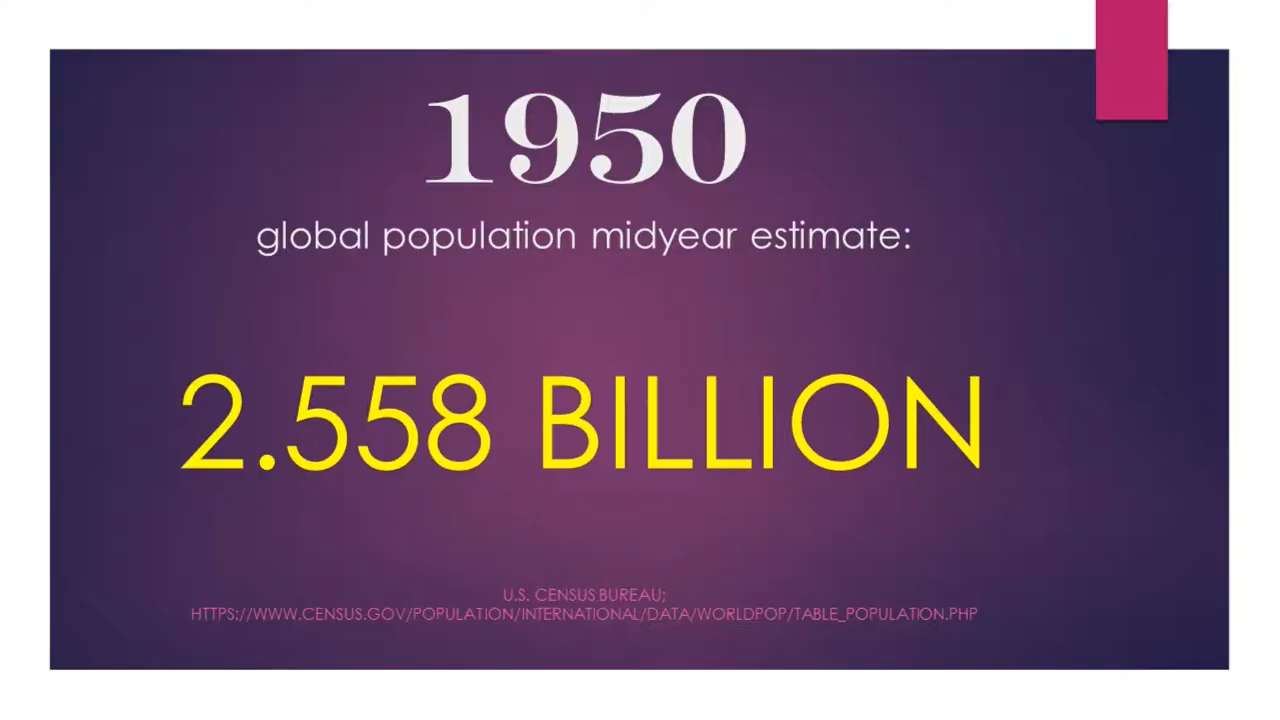 1950
global population midyear estimate:
2.558 BILLION
U.S. CENSUS BUREAU;
HTTPS://WWW.CENSUS.GOV/POPULATION/INTERNATIONAL/DATA/WORLDPOP/TABLE_POPULATION.PHP